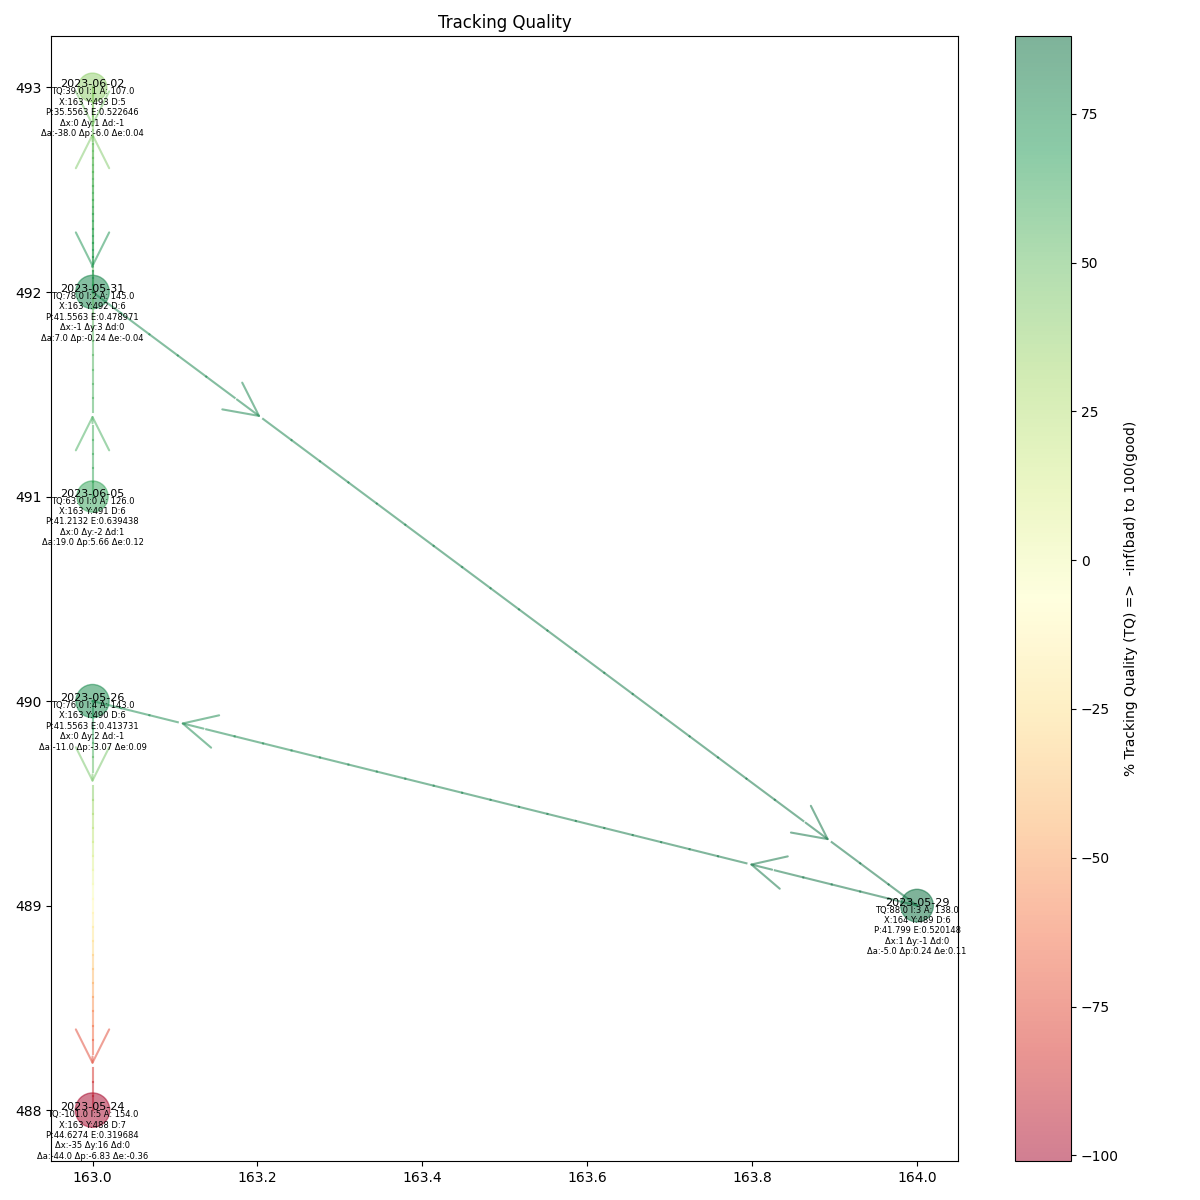 Tracking Quality
493
492
491
490
489
488
163.0
163.2
163.4
163.6
163.8
164.0
2023-06-02
TQ:39.0 I:1 A: 107.0
X:163 Y:493 D:5
P:35.5563 E:0.522646
Δx:0 Δy:1 Δd:-1
Δa:-38.0 Δp:-6.0 Δe:0.04
2023-05-31
TQ:78.0 I:2 A: 145.0
X:163 Y:492 D:6
P:41.5563 E:0.478971
Δx:-1 Δy:3 Δd:0
Δa:7.0 Δp:-0.24 Δe:-0.04
2023-06-05
TQ:63.0 I:0 A: 126.0
X:163 Y:491 D:6
P:41.2132 E:0.639438
Δx:0 Δy:-2 Δd:1
Δa:19.0 Δp:5.66 Δe:0.12
2023-05-26
TQ:76.0 I:4 A: 143.0
X:163 Y:490 D:6
P:41.5563 E:0.413731
Δx:0 Δy:2 Δd:-1
Δa:-11.0 Δp:-3.07 Δe:0.09
2023-05-29
TQ:88.0 I:3 A: 138.0
X:164 Y:489 D:6
P:41.799 E:0.520148
Δx:1 Δy:-1 Δd:0
Δa:-5.0 Δp:0.24 Δe:0.11
2023-05-24
TQ:-101.0 I:5 A: 154.0
X:163 Y:488 D:7
P:44.6274 E:0.319684
Δx:-35 Δy:16 Δd:0
Δa:-44.0 Δp:-6.83 Δe:-0.36
75
50
25
0
−25
−50
−75
−100
% Tracking Quality (TQ) =>  -inf(bad) to 100(good)